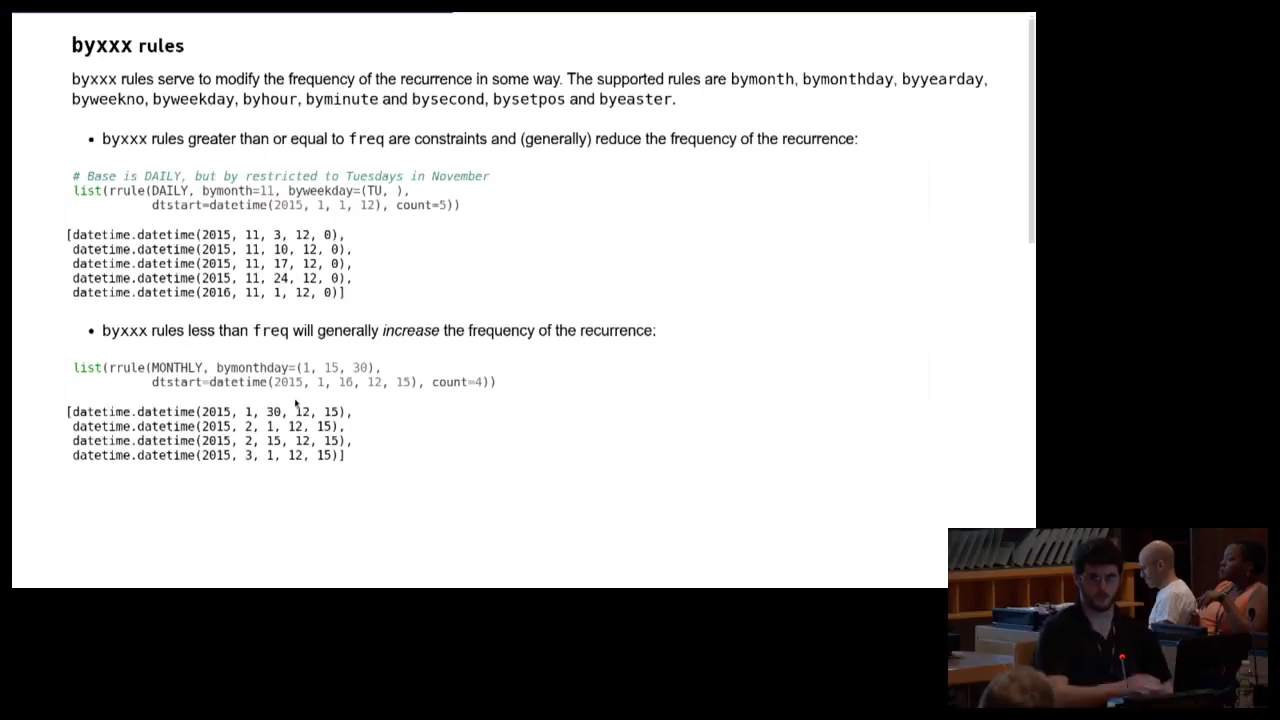 byxxx rules
byxxx rules serve to modify the frequency of the recurrence in some way. The supported rules are bymonth, bymonthday, byyearday,
byweekno, byweekday, byhour, byminute and bysecond, bysetpos and byeaster.
• byxxx rules greater than or equal to freq are constraints and (generally) reduce the frequency of the recurrence:
# Base is DAILY, but by restricted to Tuesdays in November
list(rrule(DAILY, bymonth=11, byweekday=(TU, ),
dtstart=datetime(2015, 1, 1, 12), count=5))
[datetime.datetime(2015, 11, 3, 12, 0),
datetime.datetime(2015, 11, 10, 12, 0),
datetime.datetime(2015, 11, 17, 12, 0),
datetime.datetime(2015, 11, 24, 12, 0),
datetime.datetime(2016, 11, 1, 12, 0)]
• byxxx rules less than freq will generally increase the frequency of the recurrence:
list(rrule(MONTHLY, bymonthday=(1, 15, 30),
dtstart=datetime(2015, 1, 16, 12, 15), count=4))
[datetime.datetime(2015, 1, 30, 12, 15),
datetime.datetime(2015, 2, 1, 12, 15),
datetime.datetime(2015, 2, 15, 12, 15),
datetime.datetime(2015, 3, 1, 12, 15)]